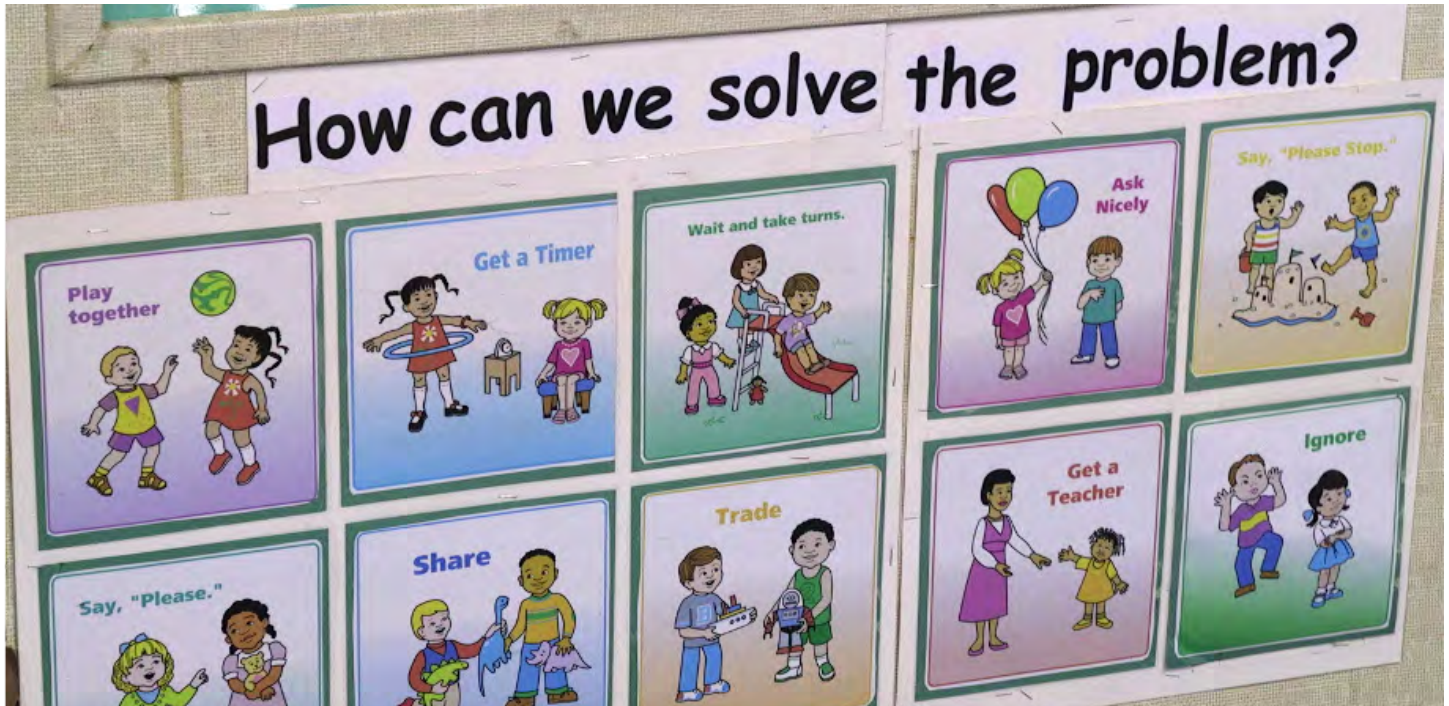 How can we solve the problem?
Play
together
Get a Timer
Wait and take turns.
Ask
Nicely
Say, "Please Stop."
Say, "Please."
Share
Trade
Get a
Teacher
Ignore